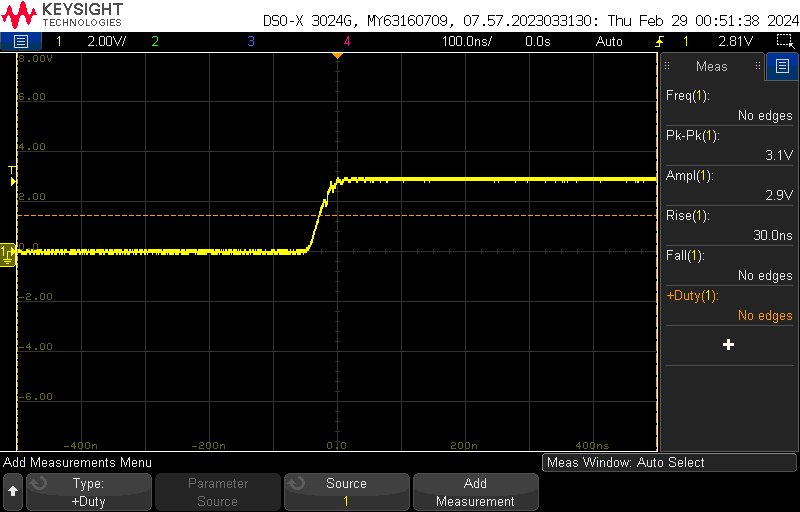 KEYSIGHT
TECHNOLOGIES
DSO-X 3024G, MY63160709, 07.57.2023033130: Thu Feb 29 00:51:38 2024
1 2.00V/ 2 3 4 100.0ns/ 0.0s Auto 1 2.81V
8.00V
6.00
4.00
T
2.00
1 0.0
-2.00
-4.00
-6.00
-400n -200n 0.0 200n 400ns
Meas
Freq(1):
No edges
Pk-Pk(1):
3.1V
Ampl(1):
2.9V
Rise(1):
30.0ns
Fall(1):
No edges
+Duty(1):
No edges
Add Measurements Menu
Meas Window: Auto Select
Type:
+Duty
Parameter
Source
Source
1
Add
Measurement